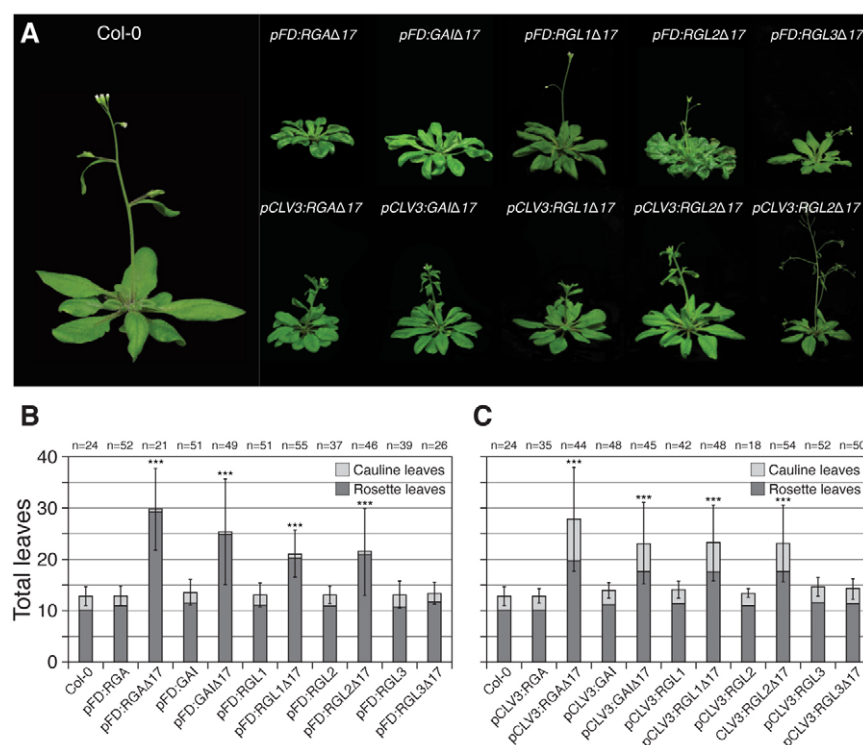 A
Col-0
pFD:RGAΔ17
pFD:GAIΔ17
pFD:RGL1Δ17
pFD:RGL2Δ17
pFD:RGL3Δ17
pCLV3:RGAΔ17
pCLV3:GAIΔ17
pCLV3:RGL1Δ17
pCLV3:RGL2Δ17
pCLV3:RGL2Δ17
B
n=24 n=52 n=21 n=51 n=49 n=51 n=55 n=37 n=46 n=39 n=26
Total leaves
40
30
20
10
0
***
***
***
***
Cauline leaves
Rosette leaves
Col-0
pFD:RGA
pFD:RGAΔ17
pFD:GAI
pFD:GAIΔ17
pFD:RGL1
pFD:RGL1Δ17
pFD:RGL2
pFD:RGL2Δ17
pFD:RGL3
pFD:RGL3Δ17
C
n=24 n=35 n=44 n=48 n=45 n=42 n=48 n=18 n=54 n=52 n=50
***
***
***
***
Cauline leaves
Rosette leaves
Col-0
pCLV3:RGA
pCLV3:RGAΔ17
pCLV3:GAI
pCLV3:GAIΔ17
pCLV3:RGL1
pCLV3:RGL1Δ17
pCLV3:RGL2
CLV3:RGL2Δ17
pCLV3:RGL3
pCLV3:RGL3Δ17